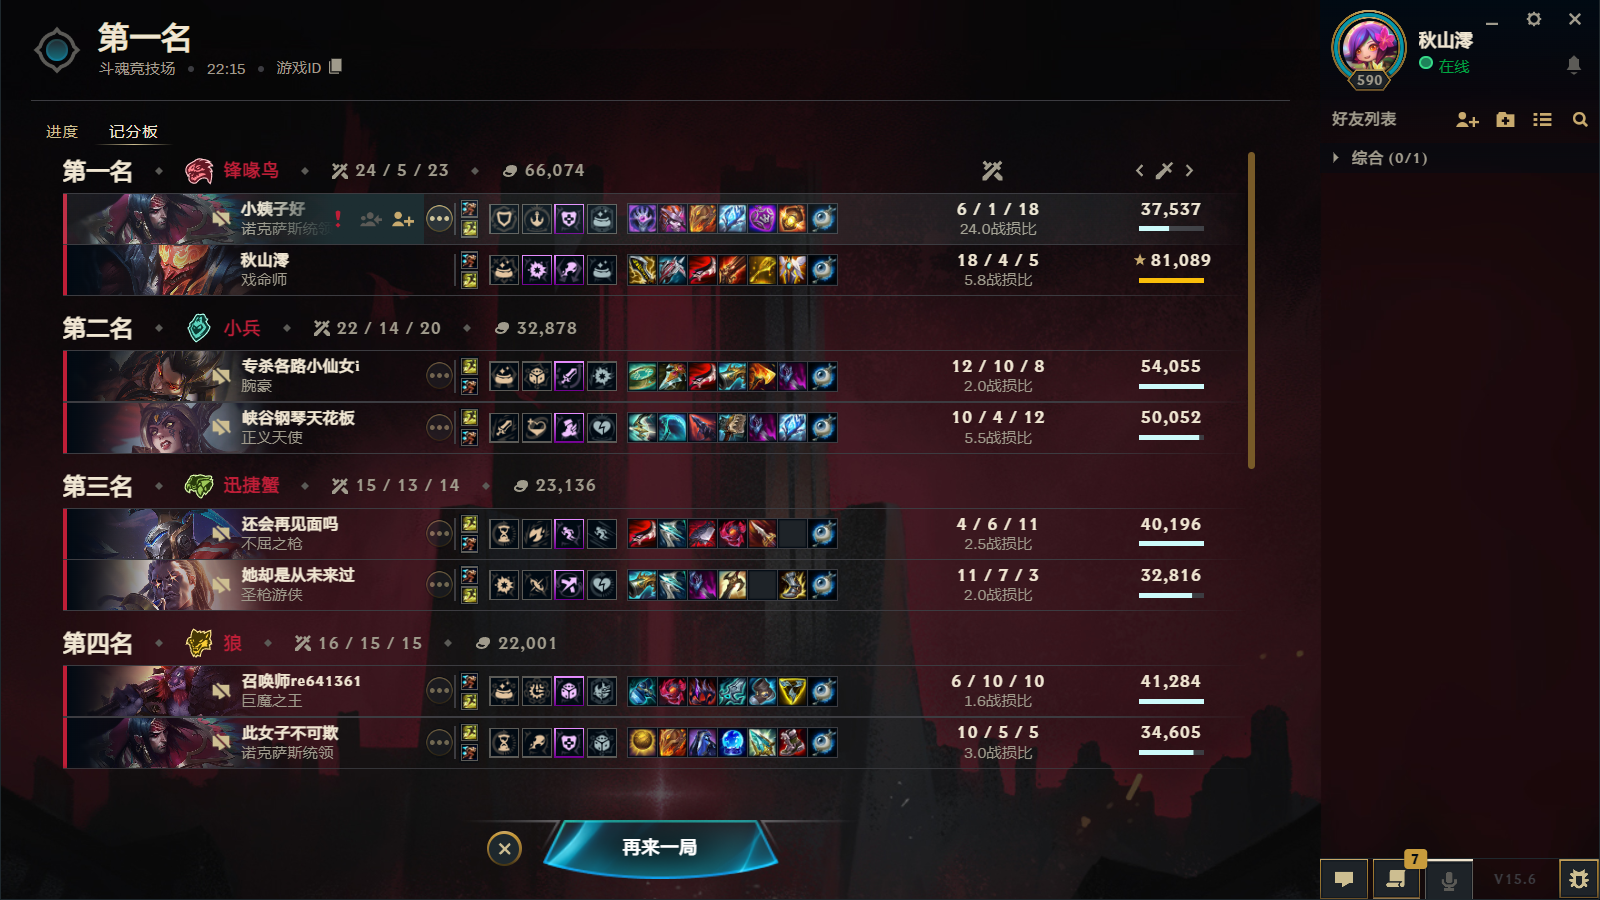 第一名
斗魂竞技场 • 22:15 • 游戏ID
进度 记分板
第一名 锋喙鸟 24 / 5 / 23 66,074
小姨子好 6 / 1 / 18 37,537
诺克萨斯统领 24.0战损比
秋山澪 18 / 4 / 5 81,089
戏命师 5.8战损比
第二名 小兵 22 / 14 / 20 32,878
专杀各路小仙女i 12 / 10 / 8 54,055
腕豪 2.0战损比
峡谷钢琴天花板 10 / 4 / 12 50,052
正义天使 5.5战损比
第三名 迅捷蟹 15 / 13 / 14 23,136
还会再见面吗 4 / 6 / 11 40,196
不屈之枪 2.5战损比
她却是从未来过 11 / 7 / 3 32,816
圣枪游侠 2.0战损比
第四名 狼 16 / 15 / 15 22,001
召唤师re641361 6 / 10 / 10 41,284
巨魔之王 1.6战损比
此女子不可欺 10 / 5 / 5 34,605
诺克萨斯统领 3.0战损比
再来一局
秋山澪
590 在线
好友列表
综合 (0/1)
7
V15.6